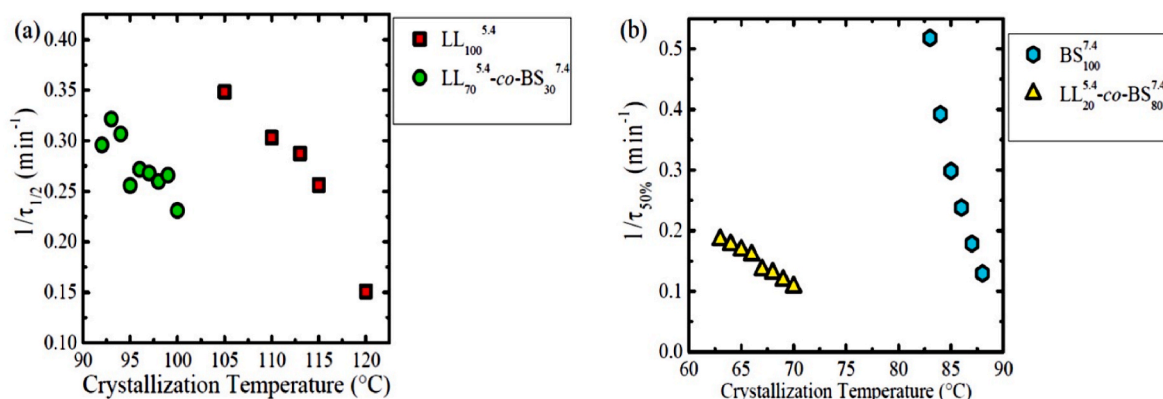 (a)
0.40
0.35
0.30
0.25
0.20
0.15
0.10
90 95 100 105 110 115 120
1/τ1/2 (min⁻¹)
Crystallization Temperature (°C)
LL₁₀₀⁵·⁴
LL₇₀⁵·⁴-co-BS₃₀⁷·⁴
(b)
0.5
0.4
0.3
0.2
0.1
0.0
60 65 70 75 80 85 90
1/τ50% (min⁻¹)
Crystallization Temperature (°C)
BS₁₀₀⁷·⁴
LL₂₀⁵·⁴-co-BS₈₀⁷·⁴